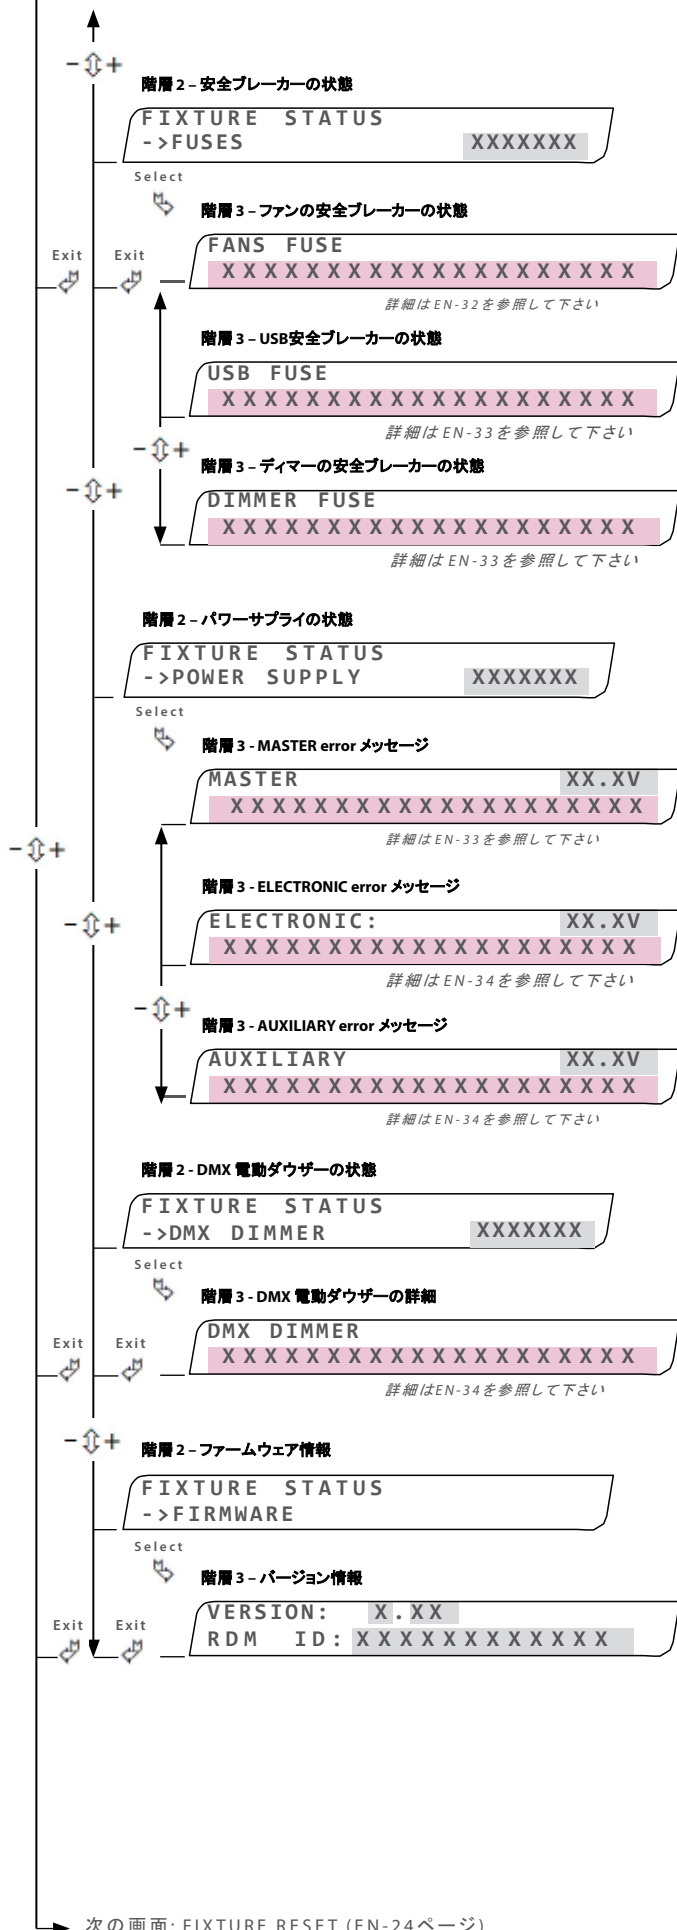 階層 2 – 安全ブレーカーの状態
FIXTURE STATUS
->FUSES XXXXXXX
Select
階層 3 – ファンの安全ブレーカーの状態
Exit Exit
FANS FUSE
XXXXXXXXXXXXXXXXXXXX
詳細は EN-32 を参照して下さい
階層 3 – USB安全ブレーカーの状態
USB FUSE
XXXXXXXXXXXXXXXXXXXX
詳細は EN-33を参照して下さい
階層 3 – ディマーの安全ブレーカーの状態
DIMMER FUSE
XXXXXXXXXXXXXXXXXXXX
詳細は EN-33を参照して下さい
階層 2 – パワーサプライの状態
FIXTURE STATUS
->POWER SUPPLY XXXXXXX
Select
階層 3 - MASTER error メッセージ
MASTER XX.XV
XXXXXXXXXXXXXXXXXXXX
詳細はEN-33を参照して下さい
階層 3 - ELECTRONIC error メッセージ
ELECTRONIC: XX.XV
XXXXXXXXXXXXXXXXXXXX
詳細はEN-34を参照して下さい
階層 3 - AUXILIARY error メッセージ
AUXILIARY XX.XV
XXXXXXXXXXXXXXXXXXXX
詳細はEN-34を参照して下さい
階層 2 - DMX 電動ダウザーの状態
FIXTURE STATUS
->DMX DIMMER XXXXXXX
Select
階層 3 - DMX 電動ダウザーの詳細
Exit Exit
DMX DIMMER
XXXXXXXXXXXXXXXXXXXX
詳細はEN-34を参照して下さい
階層 2 – ファームウェア情報
FIXTURE STATUS
->FIRMWARE
Select
階層 3 – バージョン情報
Exit Exit
VERSION: X.XX
RDM ID: XXXXXXXXXXXX
次の画面: FIXTURE RESET (EN-24ページ)